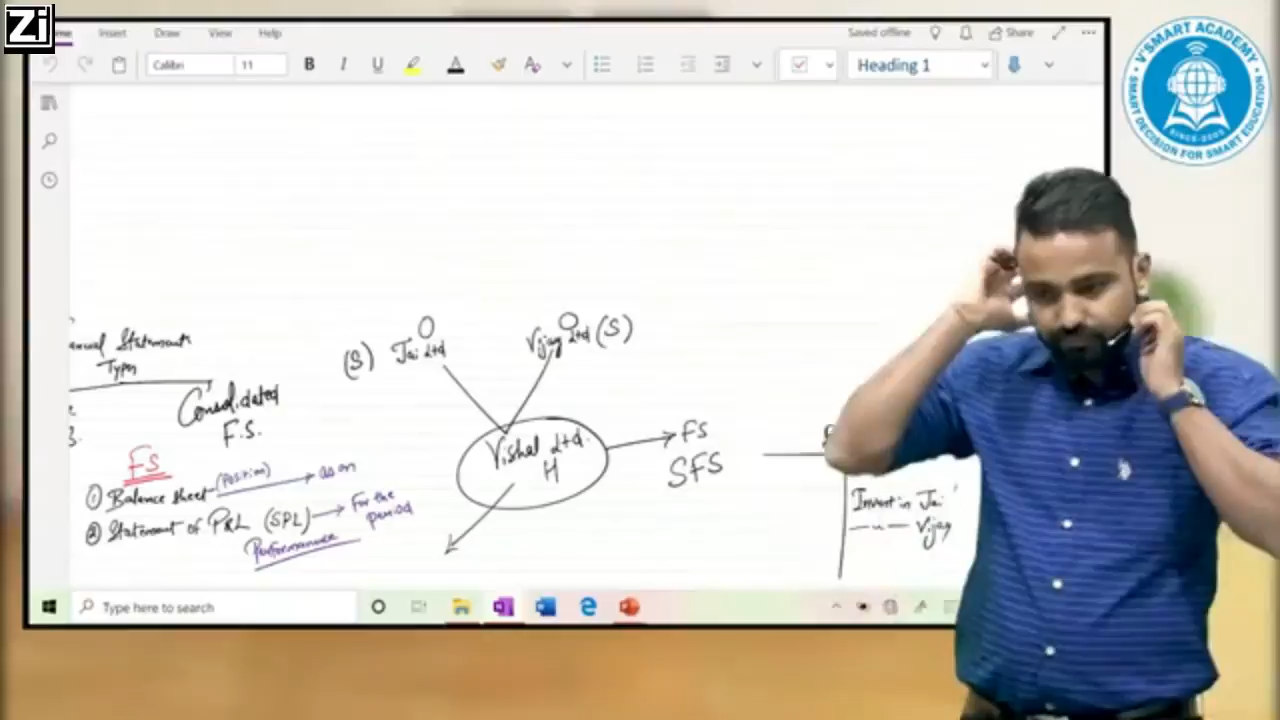 Zi
Insert Draw View Help
Saved offline Share
Calibri 11 B I U A Heading 1
V'SMART ACADEMY
SMART DECISION FOR SMART EDUCATION
SINCE-2005
Types
Consolidated
F.S.
(S) Jai Ltd
Vijay Ltd (S)
Vishal Ltd.
H
FS
SFS
FS
① Balance sheet (Position) as on
② Statement of P&L (SPL) For the period
Performance
Invest in Jai
Vijay
Type here to search